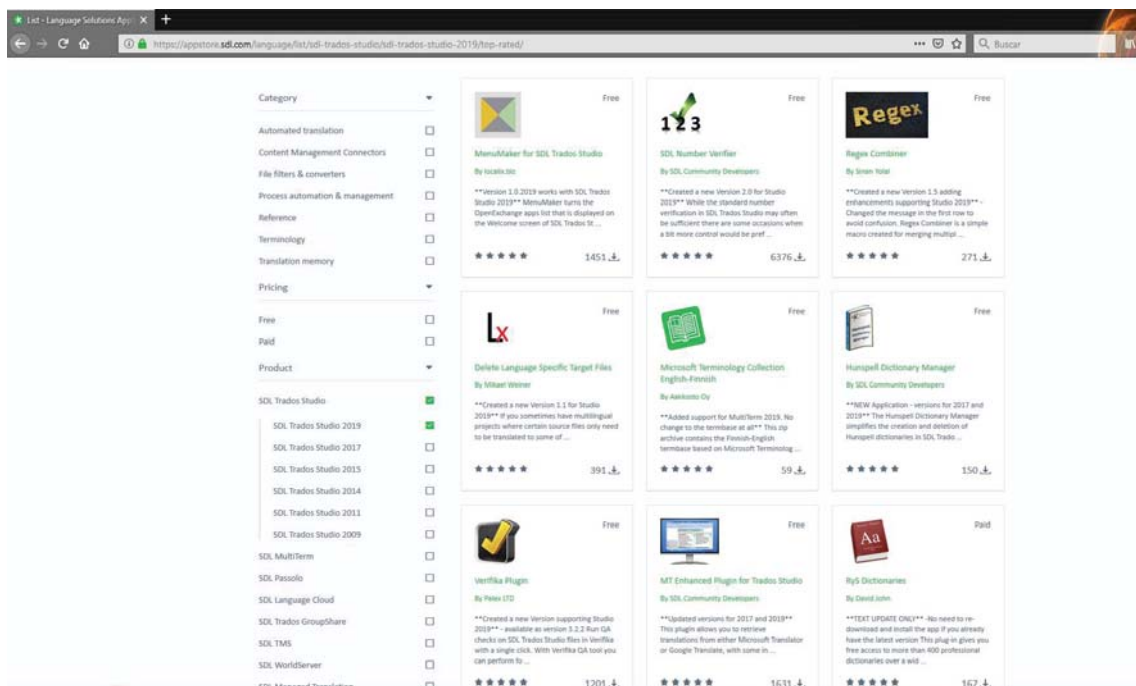 List - Language Solutions App
https://appstore.sdl.com/language/list/sdl-trados-studio/sdl-trados-studio-2019/top-rated/
Buscar
Category
Automated translation
Content Management Connectors
File filters & converters
Process automation & management
Reference
Terminology
Translation memory
Pricing
Free
Paid
Product
SDL Trados Studio
SDL Trados Studio 2019
SDL Trados Studio 2017
SDL Trados Studio 2015
SDL Trados Studio 2014
SDL Trados Studio 2011
SDL Trados Studio 2009
SDL MultiTerm
SDL Passolo
SDL Language Cloud
SDL Trados GroupShare
SDL TMS
SDL WorldServer
SDL Managed Translation
Free
MenuMaker for SDL Trados Studio
By localix.biz
**Version 1.0.2019 works with SDL Trados
Studio 2019** MenuMaker turns the
OpenExchange apps list that is displayed on
the Welcome screen of SDL Trados St ...
1451
Free
1 2 3
SDL Number Verifier
By SDL Community Developers
**Created a new Version 2.0 for Studio
2019** While the standard number
verification in SDL Trados Studio may often
be sufficient there are some occasions when
a bit more control would be pref ...
6376
Free
Regex
Regex Combiner
By Sinan Yolal
**Created a new Version 1.5 adding
enhancements supporting Studio 2019** -
Changed the message in the first row to
avoid confusion. Regex Combiner is a simple
macro created for merging multipl ...
271
Free
Lx
Delete Language Specific Target Files
By Mikael Weiner
**Created a new Version 1.1 for Studio
2019** If you sometimes have multilingual
projects where certain source files only need
to be translated to some of ...
391
Free
Microsoft Terminology Collection
English-Finnish
By Aakkosto Oy
**Added support for MultiTerm 2019. No
change to the termbase at all** This zip
archive contains the Finnish-English
termbase based on Microsoft Terminolog ...
59
Free
Hunspell Dictionary Manager
By SDL Community Developers
**NEW Application - versions for 2017 and
2019** The Hunspell Dictionary Manager
simplifies the creation and deletion of
Hunspell dictionaries in SDL Trado ...
150
Free
Verifika Plugin
By Palex LTD
**Created a new Version supporting Studio
2019** - available as version 3.2.2 Run QA
checks on SDL Trados Studio files in Verifika
with a single click. With Verifika QA tool you
can perform fo ...
1201
Free
MT Enhanced Plugin for Trados Studio
By SDL Community Developers
**Updated versions for 2017 and 2019**
This plugin allows you to retrieve
translations from either Microsoft Translator
or Google Translate, with some in ...
1631
Paid
Aa
RyS Dictionaries
By David John
**TEXT UPDATE ONLY** -No need to re-
download and install the app if you already
have the latest version This plug-in gives you
free access to more than 400 professional
dictionaries over a wid ...
167